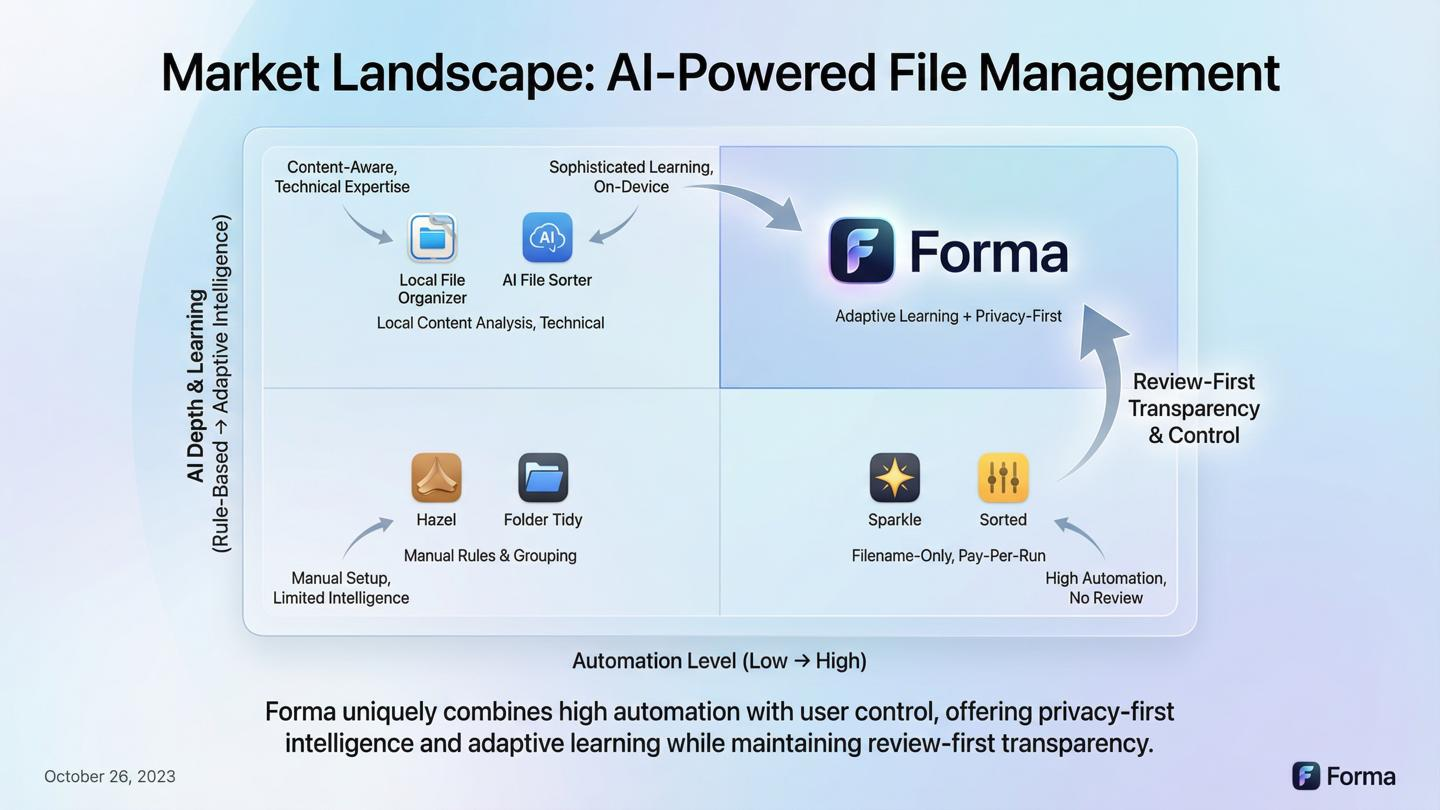 Market Landscape: AI-Powered File Management
Content-Aware,
Technical Expertise
Sophisticated Learning,
On-Device
AI
Local File
Organizer
AI File Sorter
Local Content Analysis, Technical
F Forma
Adaptive Learning + Privacy-First
Review-First
Transparency
& Control
AI Depth & Learning
(Rule-Based → Adaptive Intelligence)
Hazel
Folder Tidy
Manual Rules & Grouping
Manual Setup,
Limited Intelligence
Sparkle
Sorted
Filename-Only, Pay-Per-Run
High Automation,
No Review
Automation Level (Low → High)
Forma uniquely combines high automation with user control, offering privacy-first
intelligence and adaptive learning while maintaining review-first transparency.
October 26, 2023
F Forma